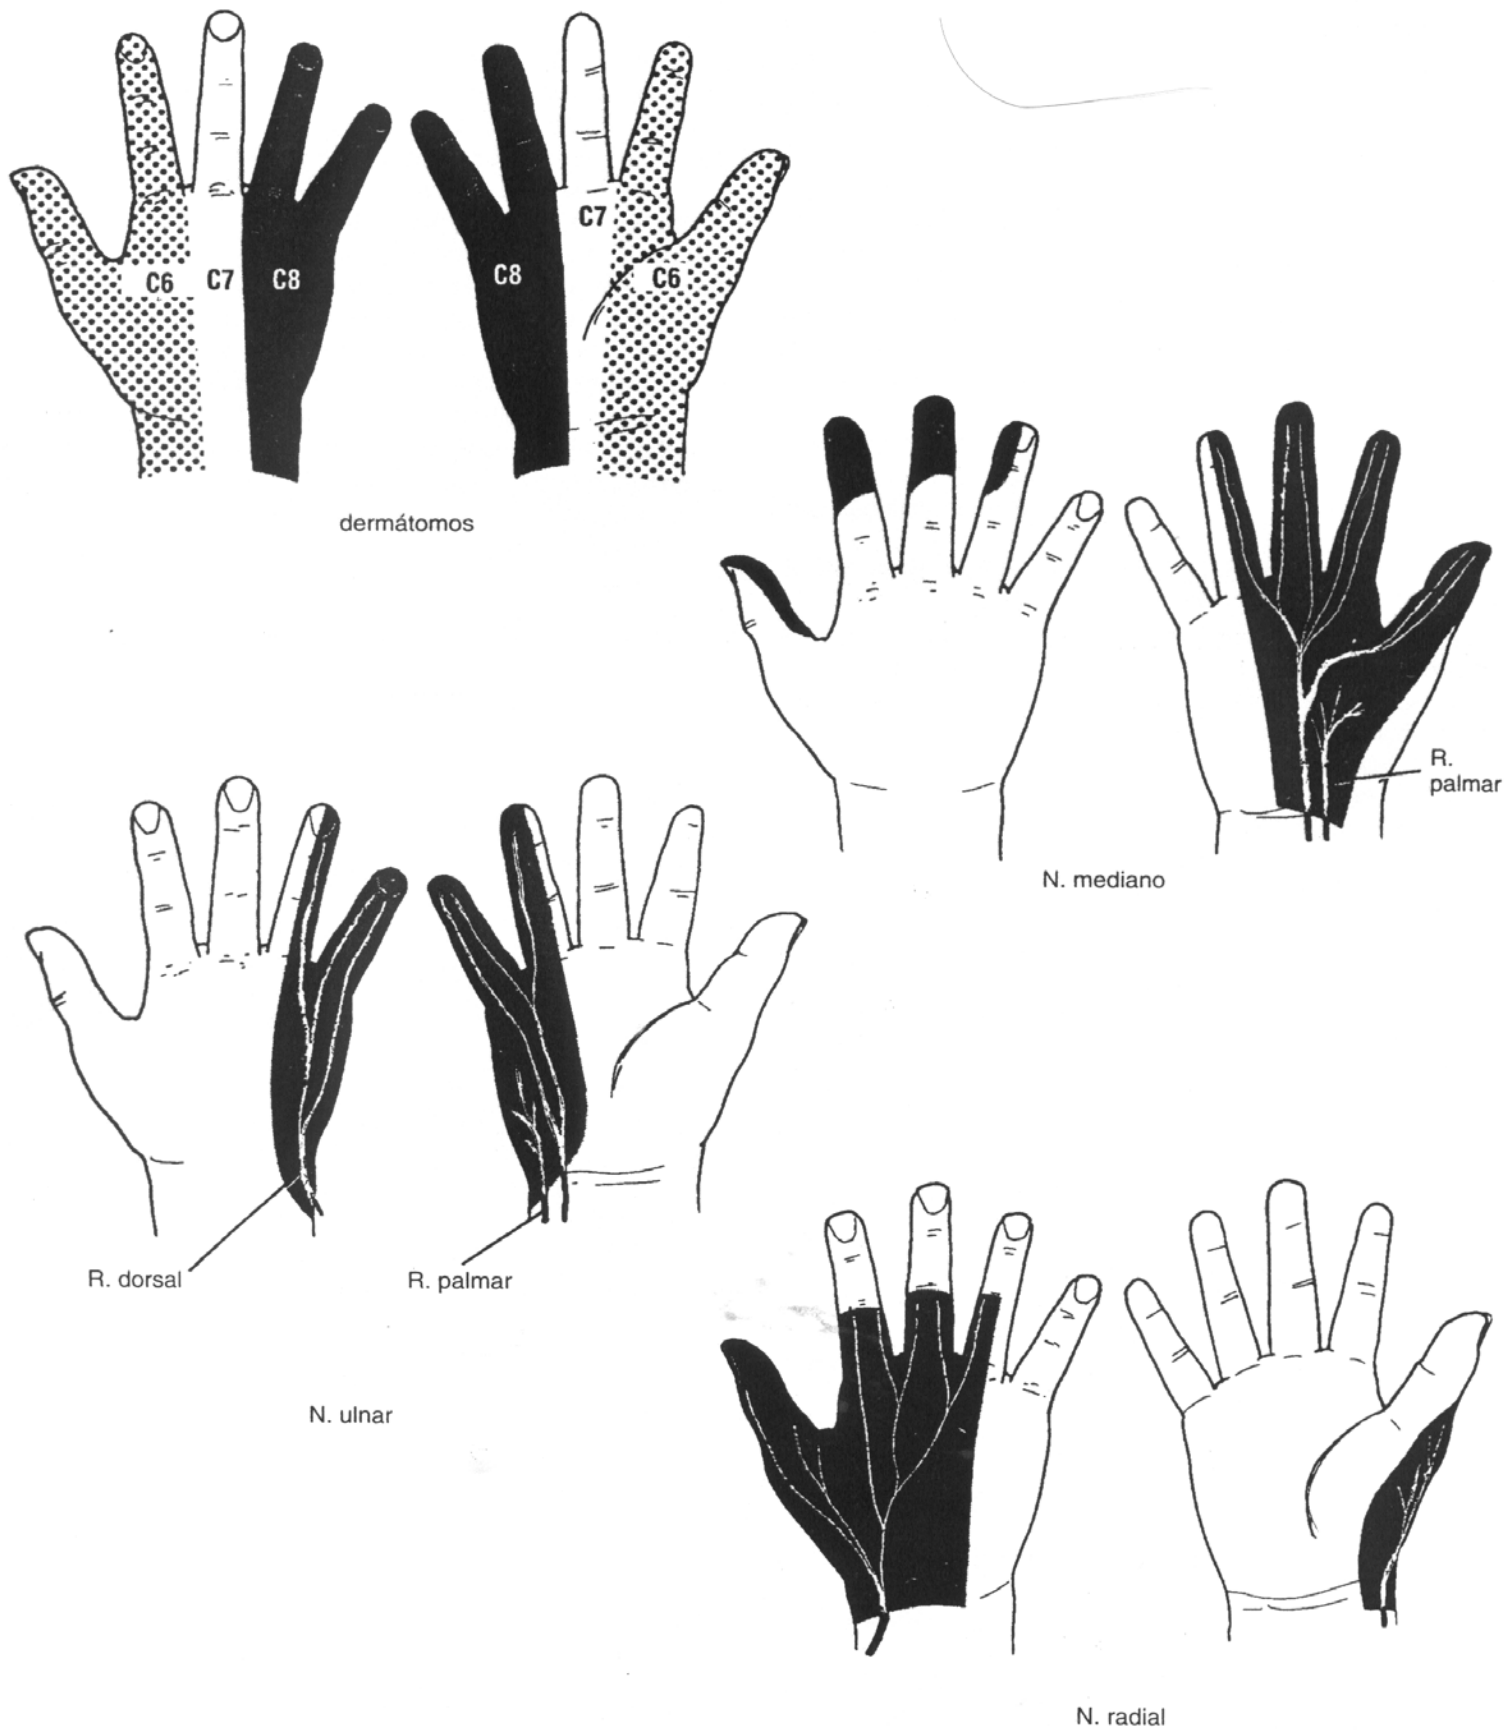 C6 C7 C8
C8 C7 C6
dermátomos
R.
palmar
N. mediano
R. dorsal
R. palmar
N. ulnar
N. radial